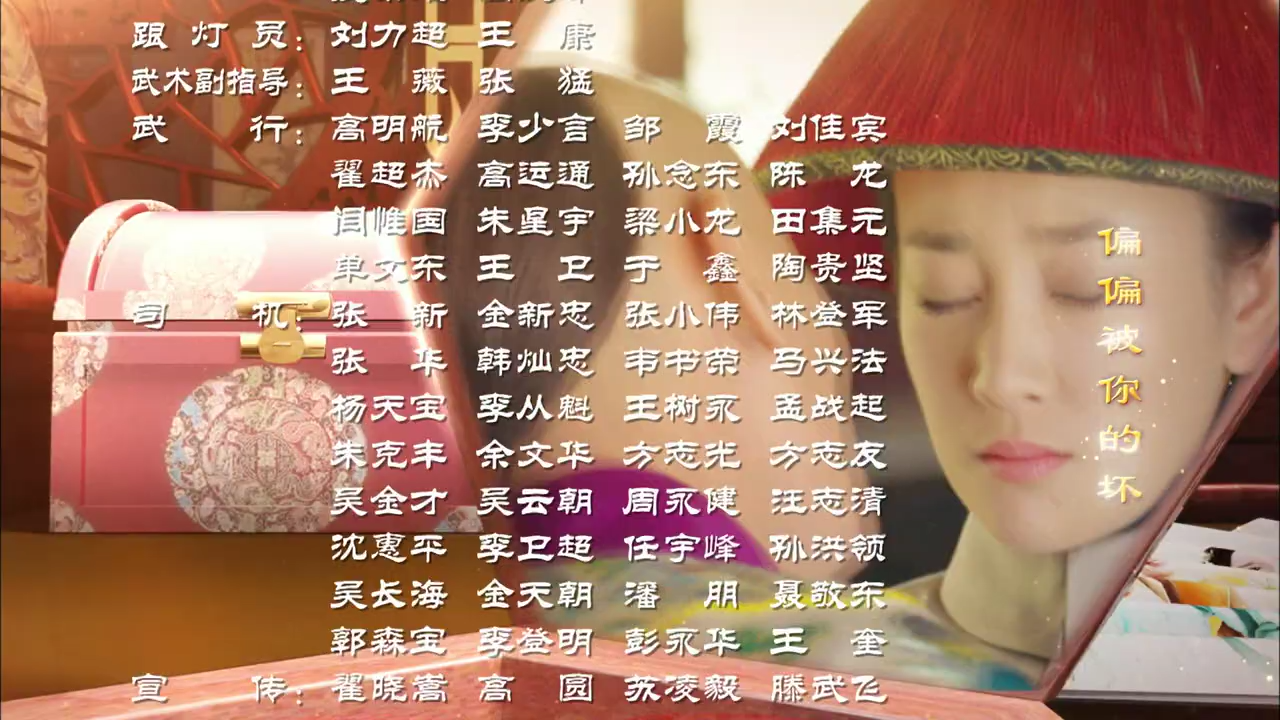 跟灯员：刘力超 王康
武术副指导：王薇 张猛
武行：高明航 李少言 邹霞 刘佳宾
翟超杰 高运通 孙念东 陈龙
闫惟国 朱星宇 梁小龙 田集元
单文东 王卫 于鑫 陶贵坚
司机：张新 金新忠 张小伟 林登军
张华 韩灿忠 韦书荣 马兴法
杨天宝 李从魁 王树永 孟战起
朱克丰 余文华 方志光 方志友
吴金才 吴云朝 周永健 汪志清
沈惠平 李卫超 任宇峰 孙洪领
吴长海 金天朝 潘朋 聂敬东
郭森宝 李登明 彭永华 王奎
宣传：翟晓嵩 高圆 苏凌毅 滕武飞
偏偏被你的坏